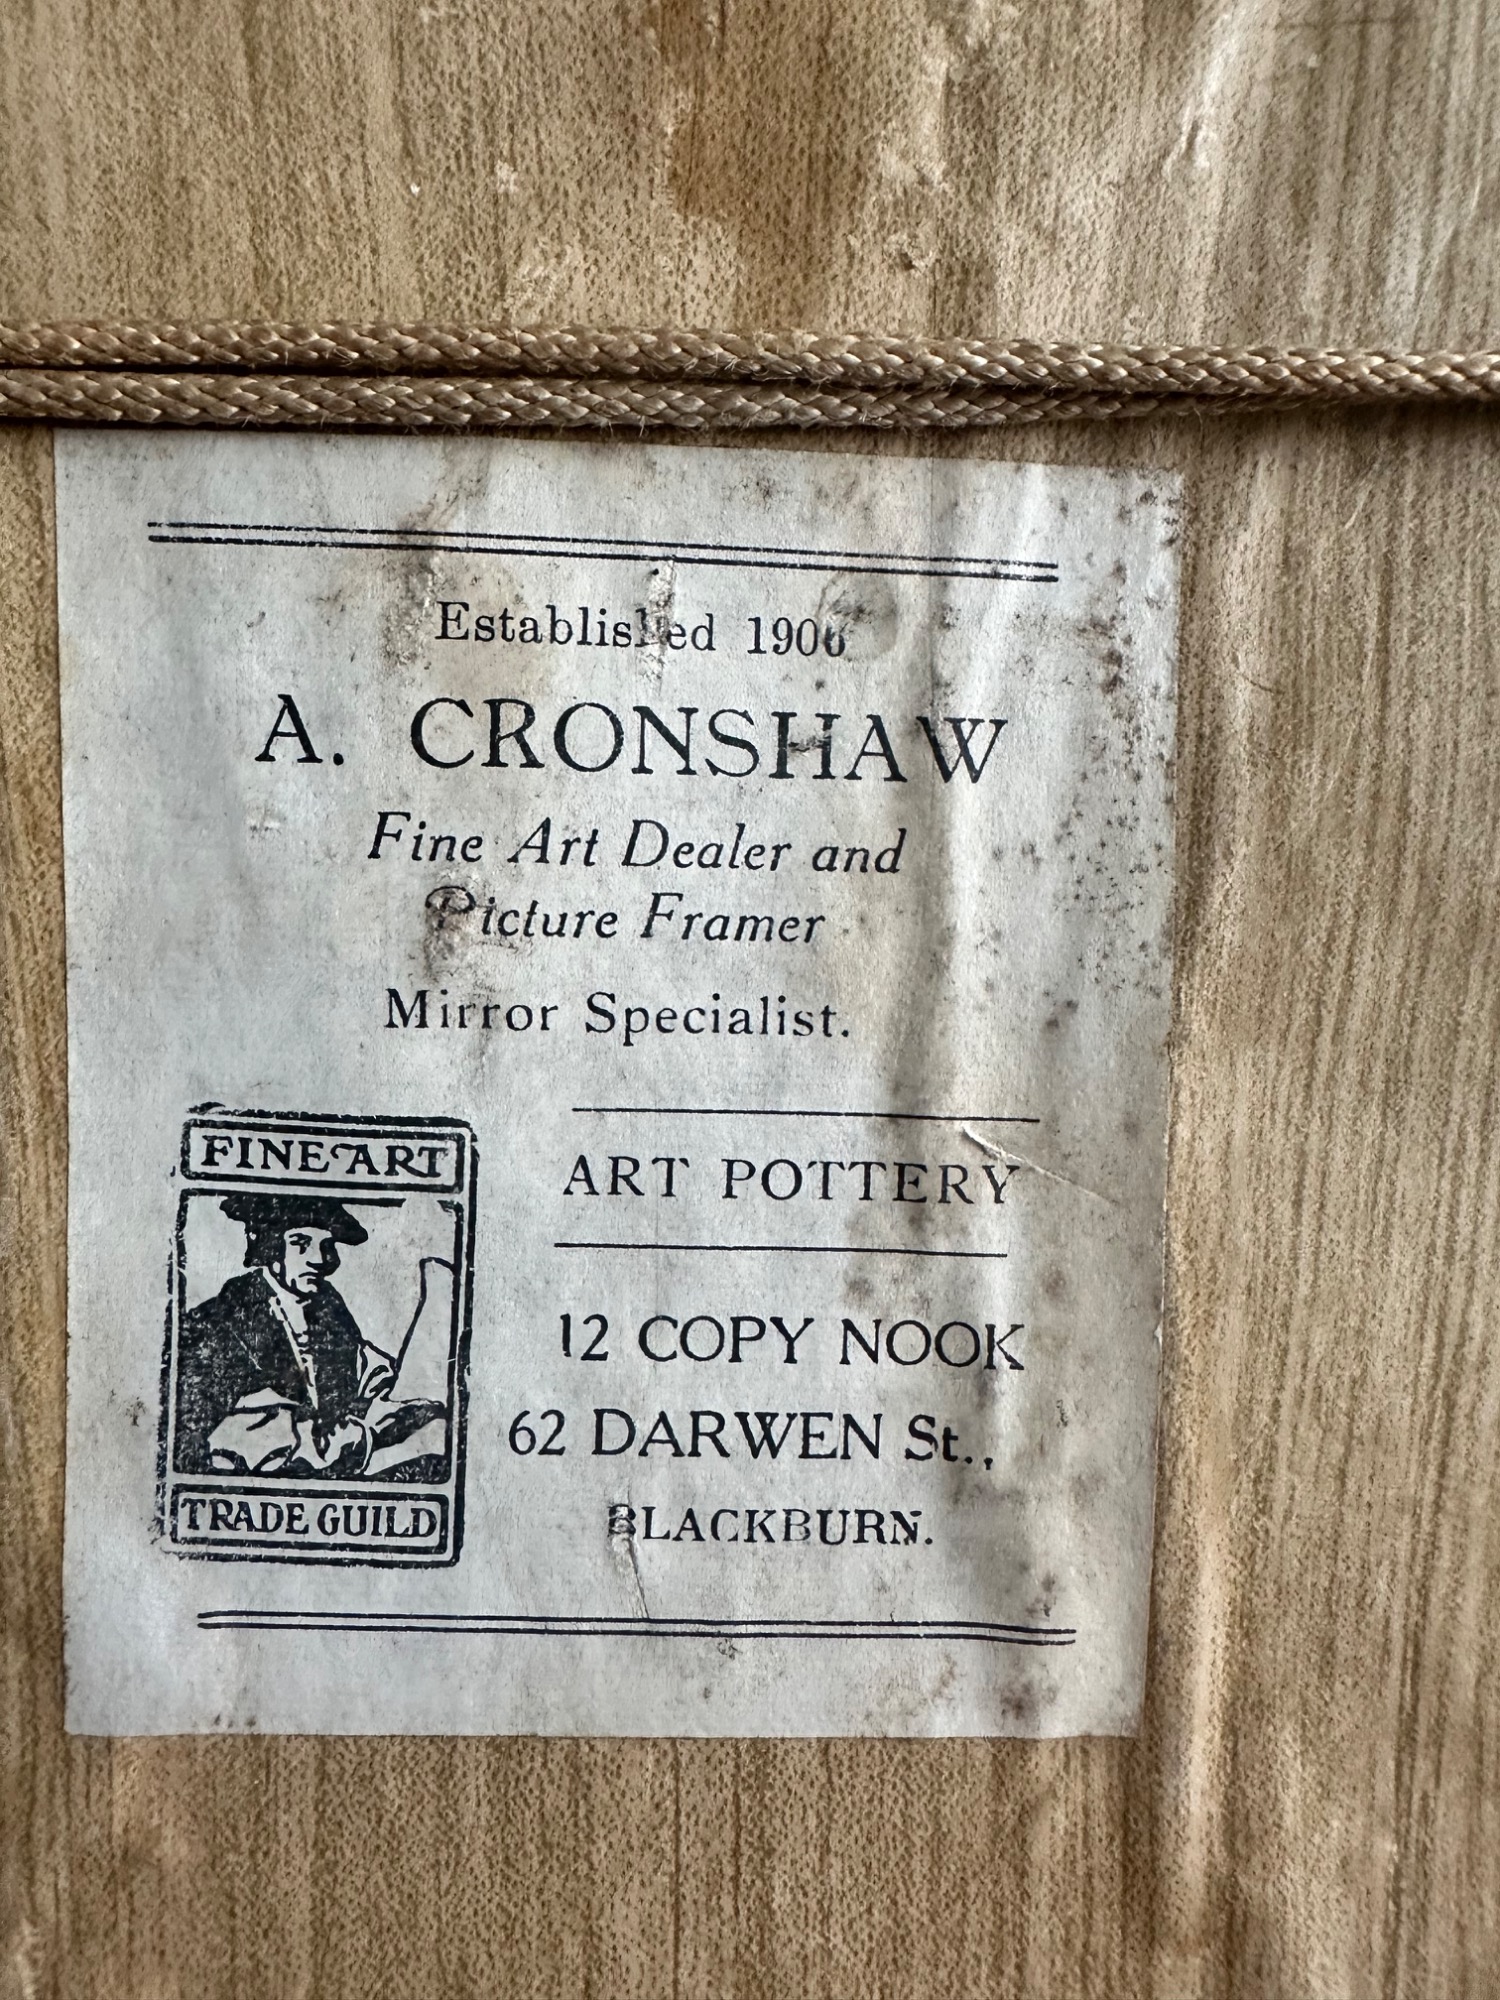 Established 1906
A. CRONSHAW
Fine Art Dealer and
Picture Framer
Mirror Specialist.
FINE ART
TRADE GUILD
ART POTTERY
12 COPY NOOK
62 DARWEN St.,
BLACKBURN.